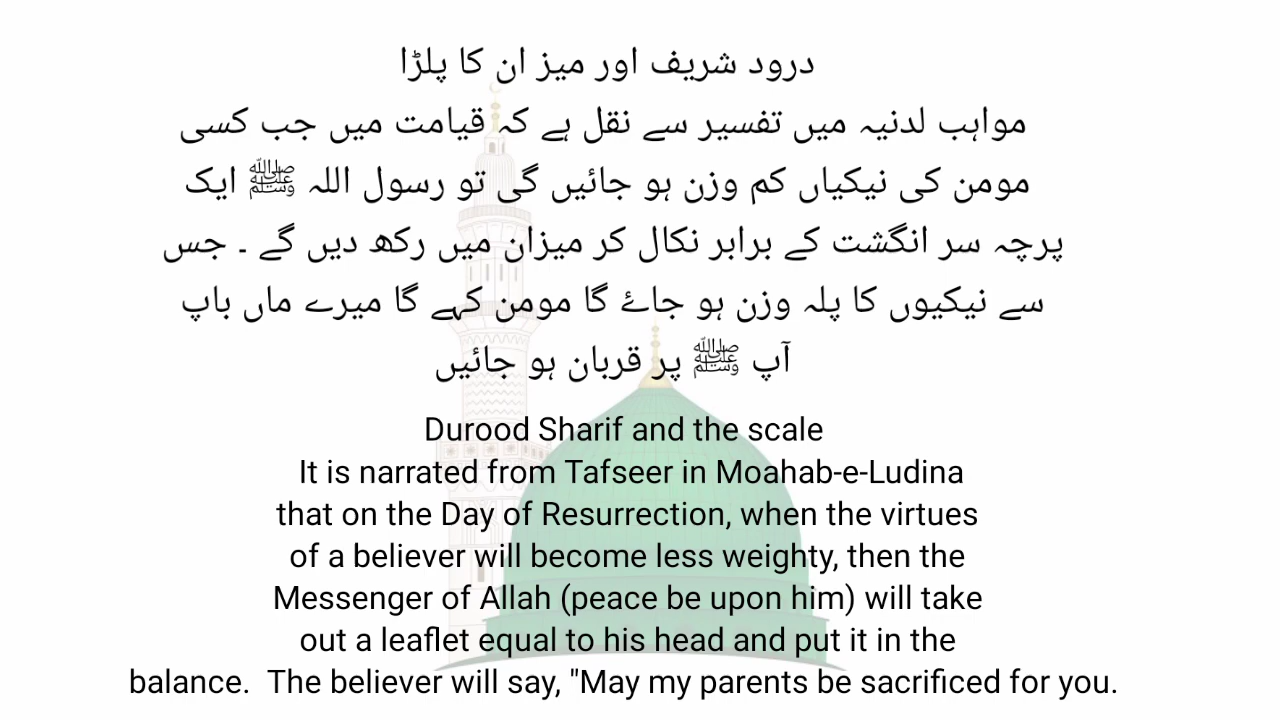 درود شریف اور میز ان کا پلڑا
مواہب لدنیہ میں تفسیر سے نقل ہے کہ قیامت میں جب کسی
مومن کی نیکیاں کم وزن ہو جائیں گی تو رسول اللہ ﷺ ایک
پرچہ سر انگشت کے برابر نکال کر میزان میں رکھ دیں گے ۔ جس
سے نیکیوں کا پلہ وزن ہو جاۓ گا مومن کہے گا میرے ماں باپ
آپ ﷺ پر قربان ہو جائیں
Durood Sharif and the scale
It is narrated from Tafseer in Moahab-e-Ludina
that on the Day of Resurrection, when the virtues
of a believer will become less weighty, then the
Messenger of Allah (peace be upon him) will take
out a leaflet equal to his head and put it in the
balance.  The believer will say, "May my parents be sacrificed for you.